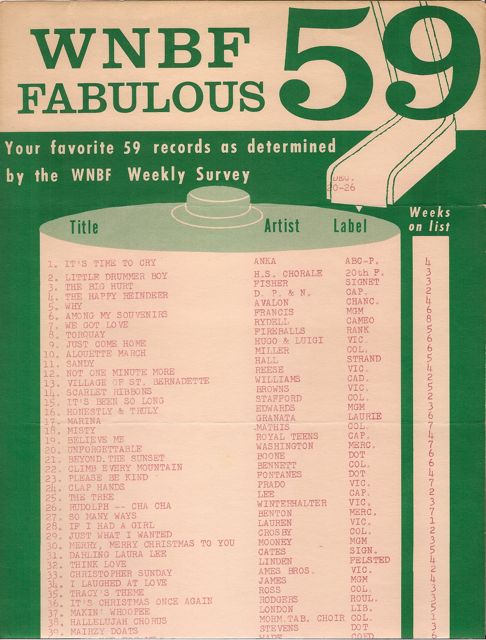 WNBF
FABULOUS
59
Your favorite 59 records as determined
by the WNBF Weekly Survey
20-26
Title Artist Label Weeks on list
1. IT'S TIME TO CRY ANKA ABC-P. 4
2. LITTLE DRUMMER BOY H.S. CHORALE 20th F. 3
3. THE BIG HURT FISHER SIGNET 3
4. THE HAPPY REINDEER D. P. & N. CAP. 2
5. WHY AVALON CHANC. 4
6. AMONG MY SOUVENIRS FRANCIS MGM 6
7. WE GOT LOVE RYDELL CAMEO 8
8. TORQUAY FIREBALLS RANK 5
9. JUST COME HOME HUGO & LUIGI VIC. 6
10. ALOUETTE MARCH MILLER COL. 6
11. SANDY HALL STRAND 5
12. NOT ONE MINUTE MORE REESE VIC. 4
13. VILLAGE OF ST. BERNADETTE WILLIAMS CAD. 2
14. SCARLET RIBBONS BROWNS VIC. 5
15. IT'S BEEN SO LONG STAFFORD COL. 2
16. HONESTLY & TRULY EDWARDS MGM 3
17. MARINA GRANATA LAURIE 6
18. MISTY MATHIS COL. 7
19. BELIEVE ME ROYAL TEENS CAP. 4
20. UNFORGETTABLE WASHINGTON MERC. 7
21. BEYOND THE SUNSET BOONE DOT 6
22. CLIMB EVERY MOUNTAIN BENNETT COL. 6
23. PLEASE BE KIND FONTANES DOT 4
24. CLAP HANDS PRADO VIC. 7
25. THE TREE LEE CAP. 2
26. RUDOLPH -- CHA CHA WINTERHALTER VIC. 3
27. SO MANY WAYS BENTON MERC. 7
28. IF I HAD A GIRL LAUREN VIC. 1
29. JUST WHAT I WANTED CROSBY COL. 2
30. MERRY, MERRY CHRISTMAS TO YOU MOONEY MGM 3
31. DARLING LAURA LEE CATES SIGN. 5
32. THINK LOVE LINDEN FELSTED 4
33. CHRISTOPHER SUNDAY AMES BROS. VIC. 2
34. I LAUGHED AT LOVE JAMES MGM 4
35. TRACY'S THEME ROSS COL. 3
36. IT'S CHRISTMAS ONCE AGAIN RODGERS ROUL. 3
37. MAKIN' WHOOPEE LONDON LIB. 5
38. HALLELUJAH CHORUS MORM.TAB. CHOIR COL. 1
39. MAIRZY DOATS STEVENS DOT 3